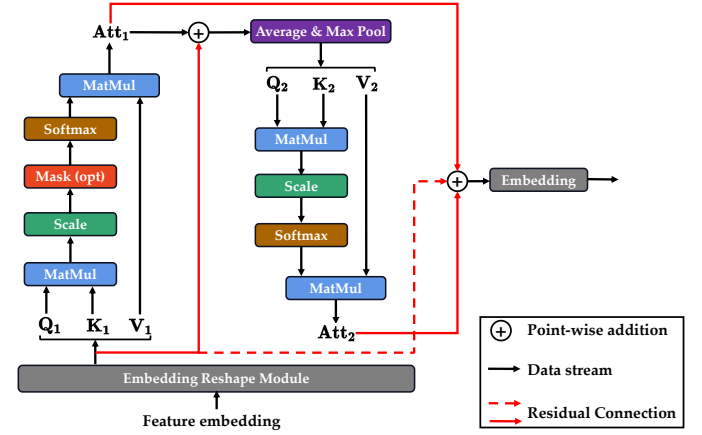 Att1
+
Average & Max Pool
MatMul
Q2 K2 V2
Softmax
MatMul
Mask (opt)
Scale
+
Embedding
Scale
Softmax
MatMul
MatMul
Q1 K1 V1
Att2
+ Point-wise addition
Data stream
Embedding Reshape Module
Residual Connection
Feature embedding